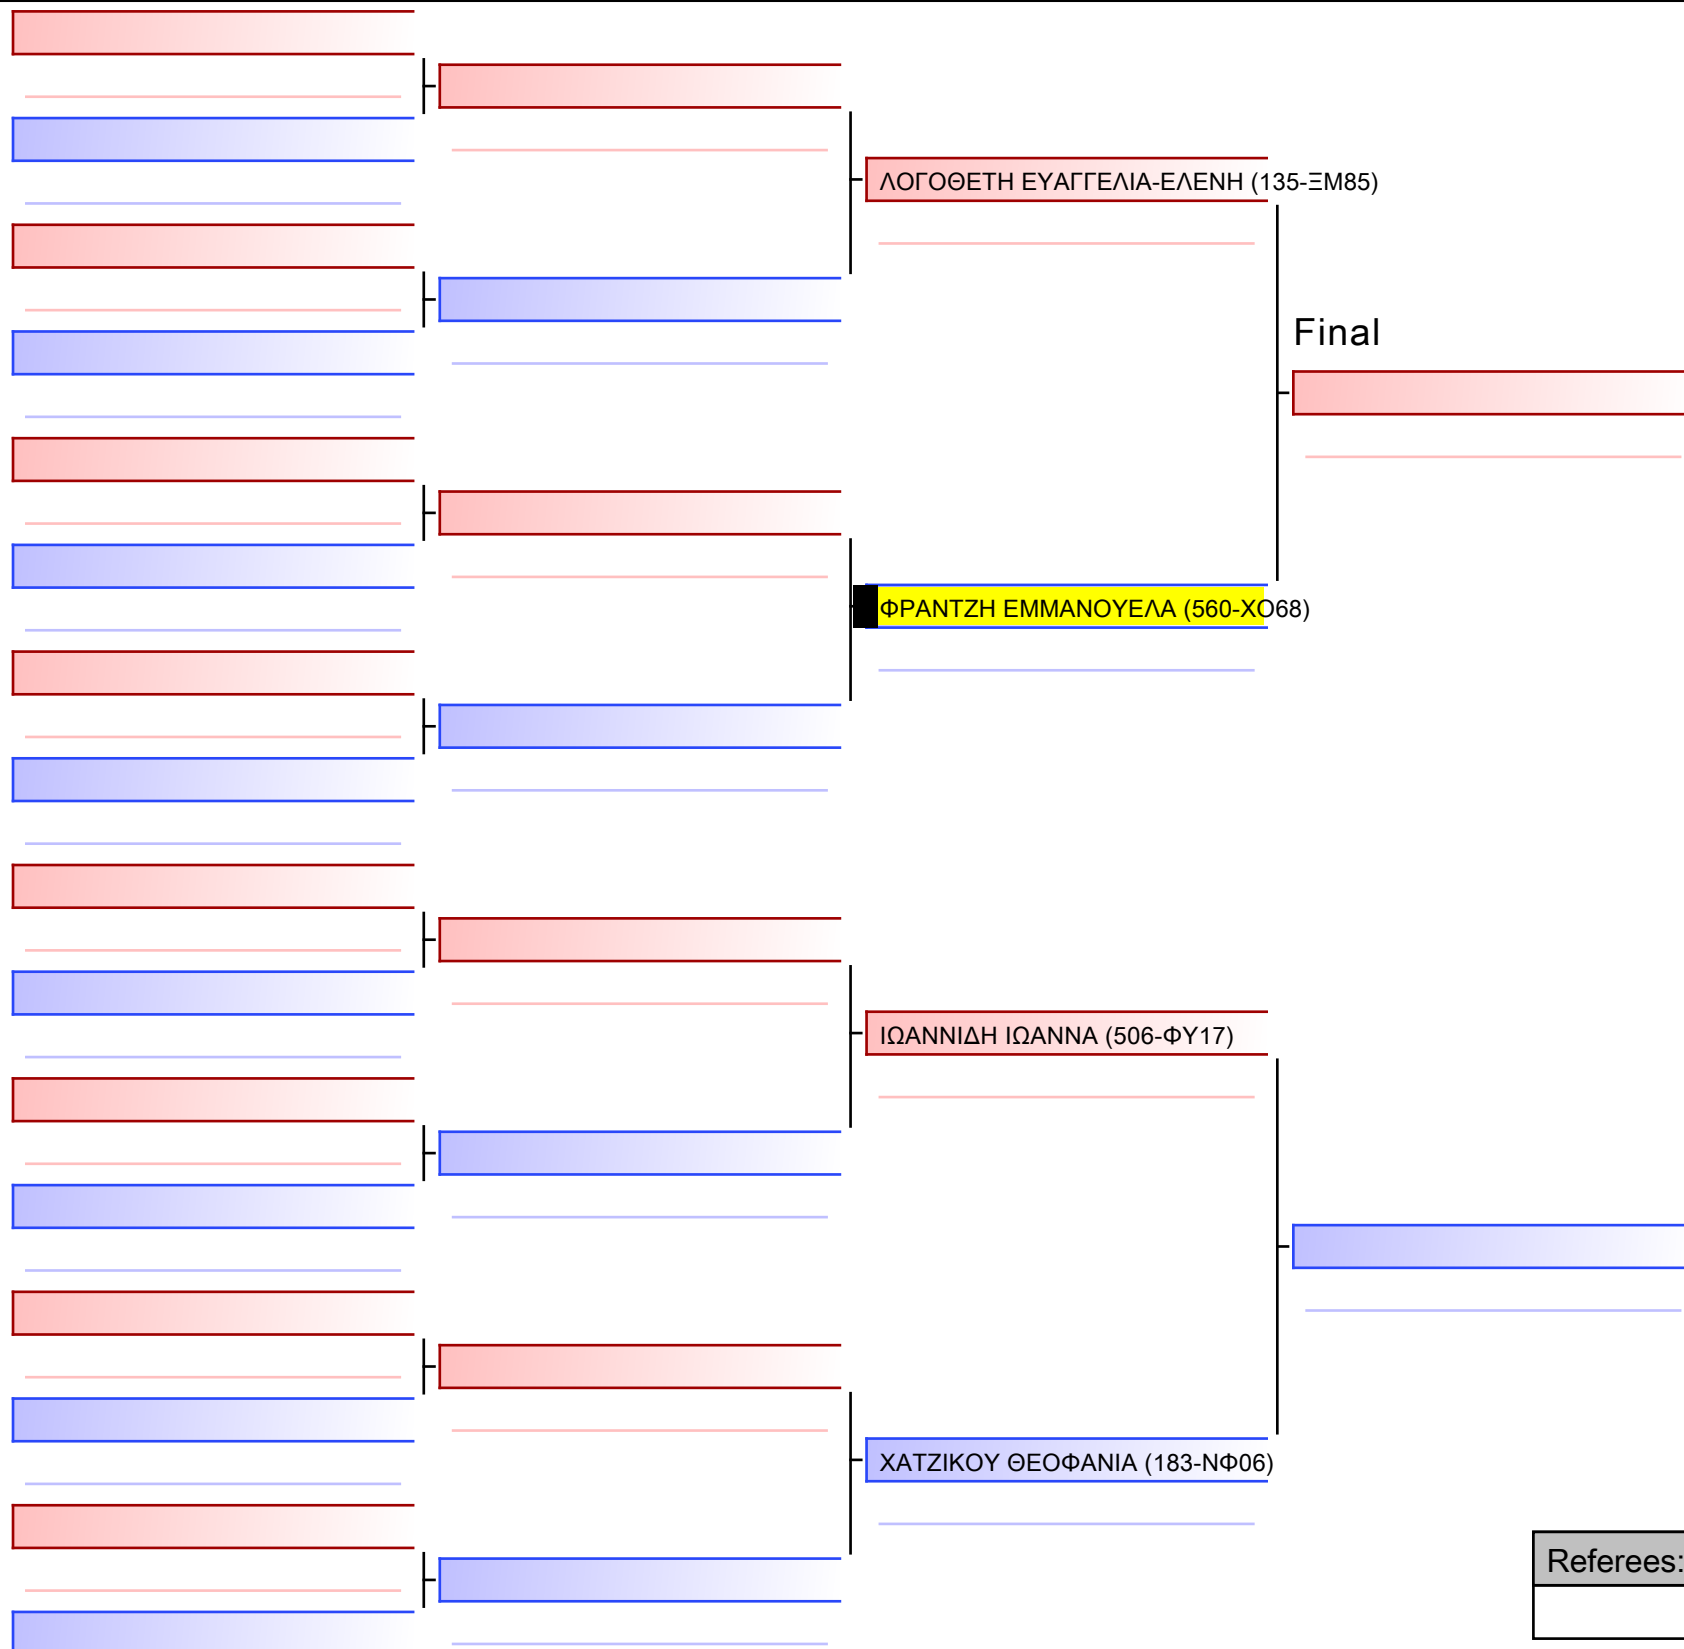 ΛΟΓΟΘΕΤΗ ΕΥΑΓΓΕΛΙΑ-ΕΛΕΝΗ (135-ΞΜ85)
Final
ΦΡΑΝΤΖΗ ΕΜΜΑΝΟΥΕΛΑ (560-ΧΟ68)
ΙΩΑΝΝΙΔΗ ΙΩΑΝΝΑ (506-ΦΥ17)
ΧΑΤΖΙΚΟΥ ΘΕΟΦΑΝΙΑ (183-ΝΦ06)
Referees: